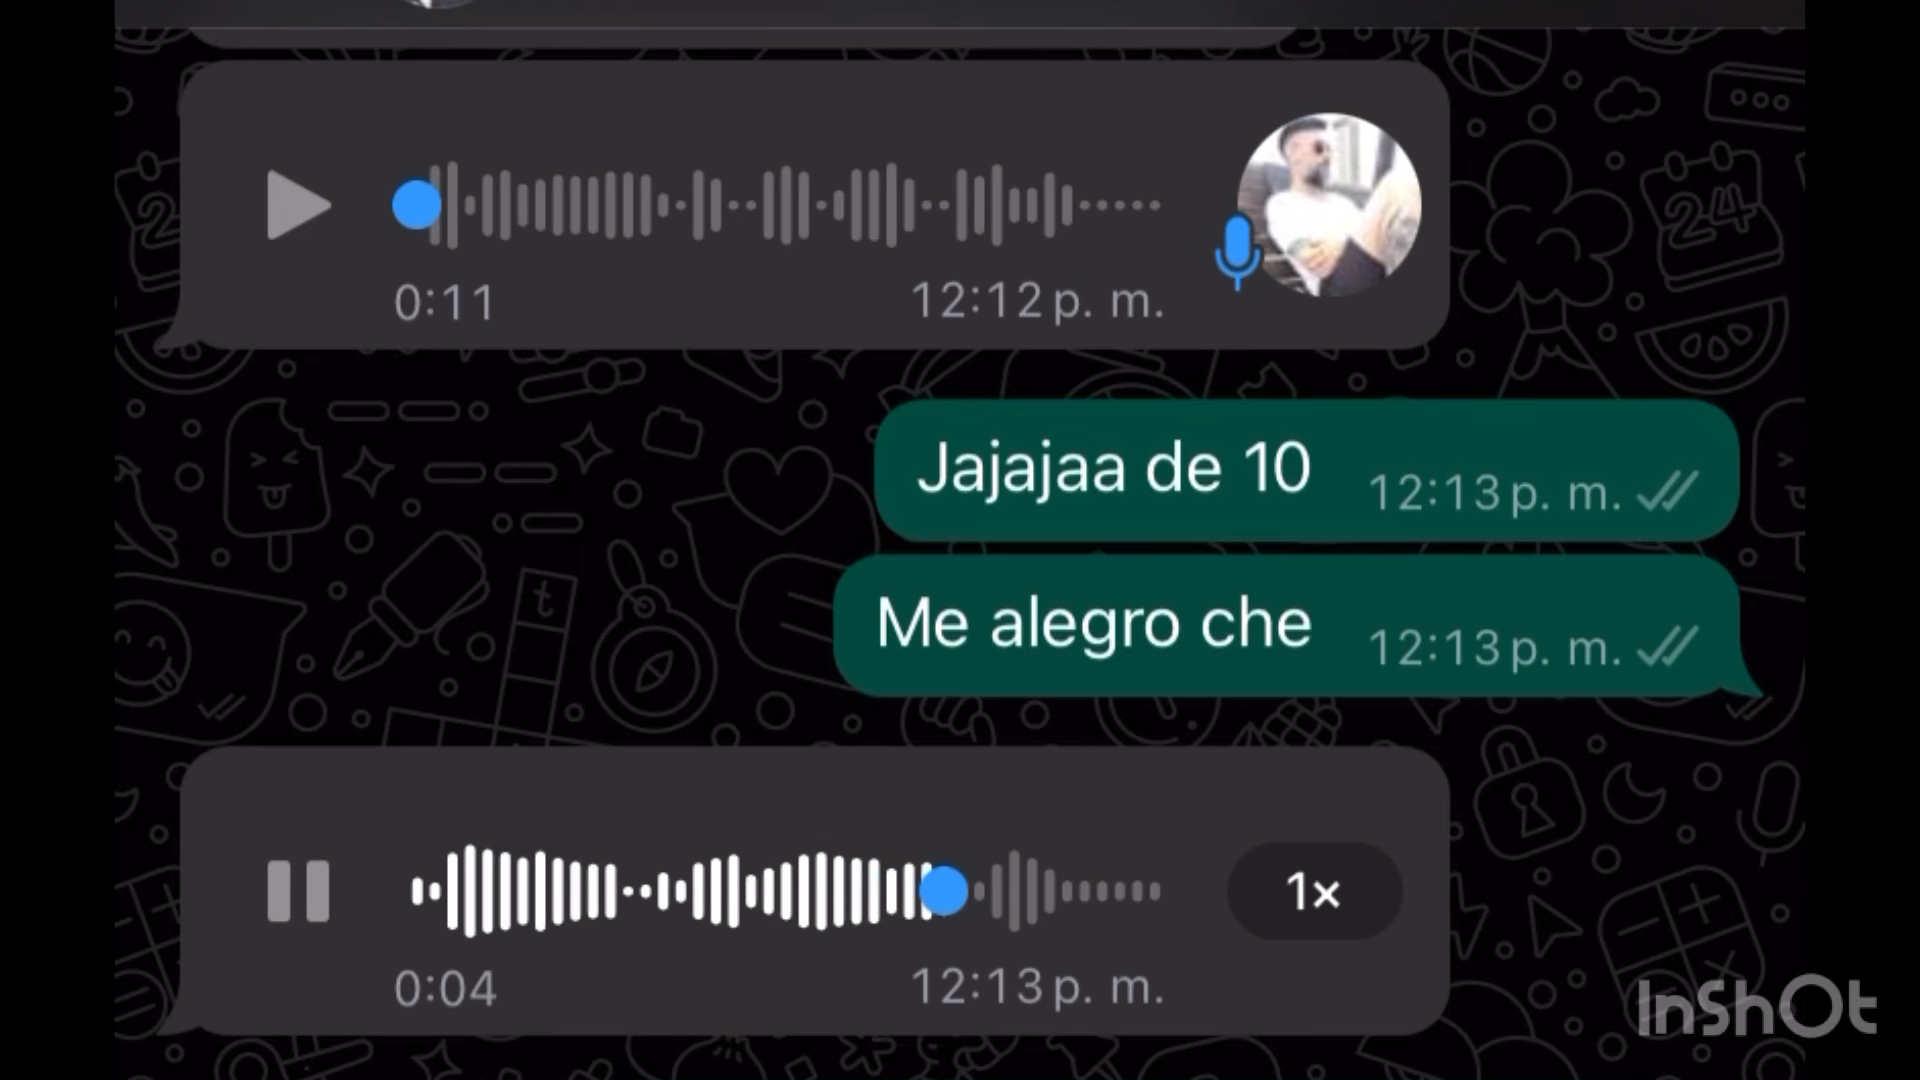 0:11 12:12 p. m.
Jajajaa de 10 12:13 p. m.
Me alegro che 12:13 p. m.
1×
0:04 12:13 p. m.
InShOt